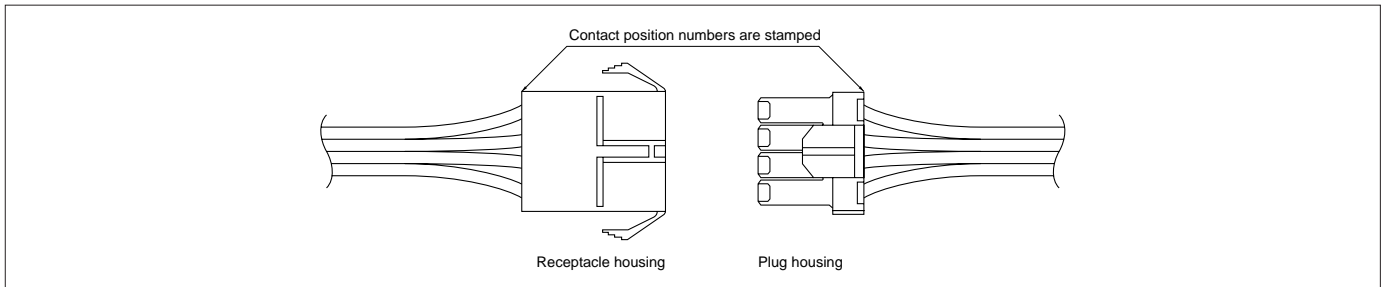 Contact position numbers are stamped
Receptacle housing
Plug housing